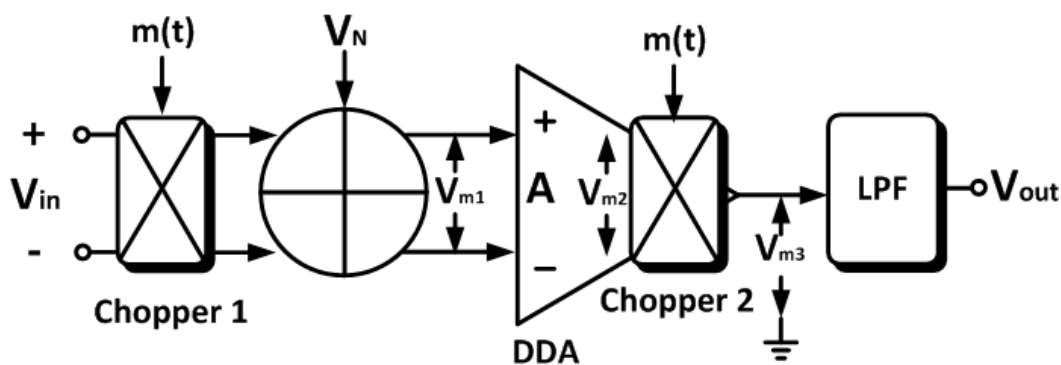 m(t)
V_N
m(t)
+
V_in
-
V_m1
+
A
−
V_m2
V_m3
LPF
V_out
Chopper 1
Chopper 2
DDA